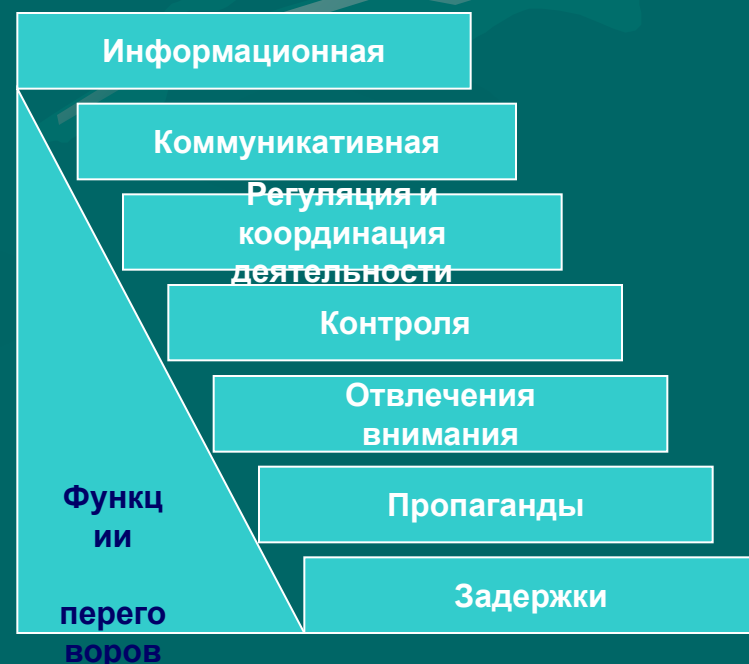 Информационная
Коммуникативная
Регуляция и
координация
деятельности
Контроля
Отвлечения
внимания
Пропаганды
Задержки
Функц
ии
перего
воров